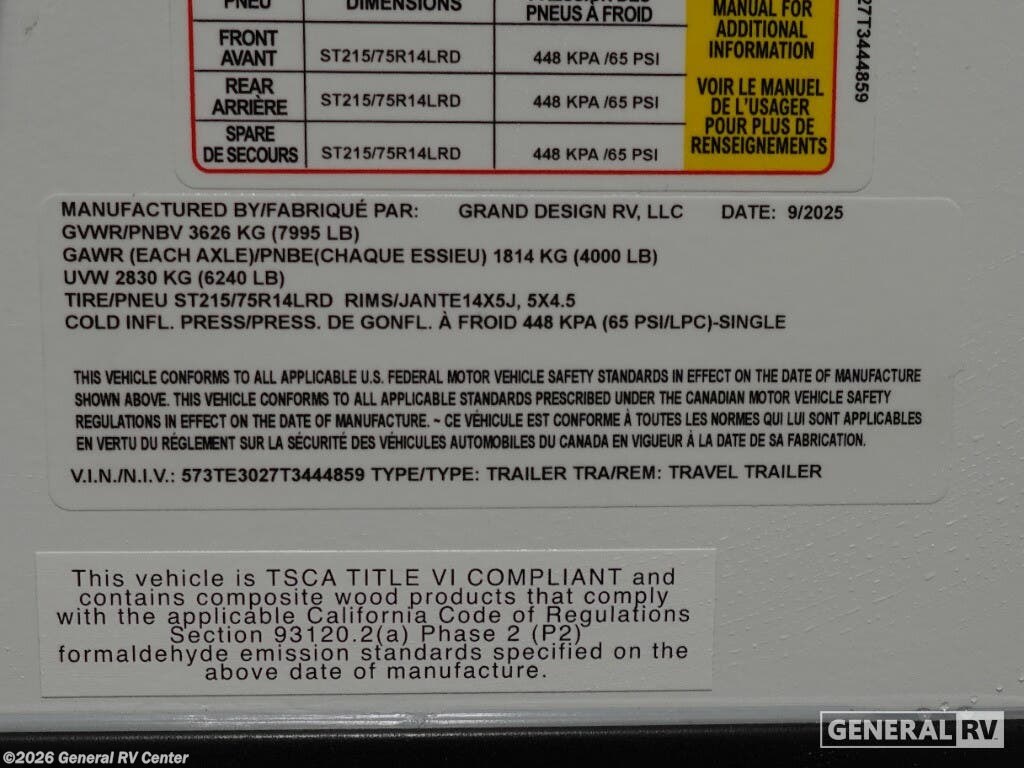 PNEU DIMENSIONS
PNEUS À FROID
FRONT
AVANT
ST215/75R14LRD 448 KPA /65 PSI
REAR
ARRIÈRE
ST215/75R14LRD 448 KPA /65 PSI
SPARE
DE SECOURS
ST215/75R14LRD 448 KPA /65 PSI
MANUAL FOR
ADDITIONAL
INFORMATION
VOIR LE MANUEL
DE L'USAGER
POUR PLUS DE
RENSEIGNEMENTS
27T3444859
MANUFACTURED BY/FABRIQUÉ PAR: GRAND DESIGN RV, LLC DATE: 9/2025
GVWR/PNBV 3626 KG (7995 LB)
GAWR (EACH AXLE)/PNBE(CHAQUE ESSIEU) 1814 KG (4000 LB)
UVW 2830 KG (6240 LB)
TIRE/PNEU ST215/75R14LRD RIMS/JANTE14X5J, 5X4.5
COLD INFL. PRESS/PRESS. DE GONFL. À FROID 448 KPA (65 PSI/LPC)-SINGLE
THIS VEHICLE CONFORMS TO ALL APPLICABLE U.S. FEDERAL MOTOR VEHICLE SAFETY STANDARDS IN EFFECT ON THE DATE OF MANUFACTURE
SHOWN ABOVE. THIS VEHICLE CONFORMS TO ALL APPLICABLE STANDARDS PRESCRIBED UNDER THE CANADIAN MOTOR VEHICLE SAFETY
REGULATIONS IN EFFECT ON THE DATE OF MANUFACTURE. ~ CE VÉHICULE EST CONFORME À TOUTES LES NORMES QUI LUI SONT APPLICABLES
EN VERTU DU RÉGLEMENT SUR LA SÉCURITÉ DES VÉHICULES AUTOMOBILES DU CANADA EN VIGUEUR À LA DATE DE SA FABRICATION.
V.I.N./N.I.V.: 573TE3027T3444859 TYPE/TYPE: TRAILER TRA/REM: TRAVEL TRAILER
This vehicle is TSCA TITLE VI COMPLIANT and
contains composite wood products that comply
with the applicable California Code of Regulations
Section 93120.2(a) Phase 2 (P2)
formaldehyde emission standards specified on the
above date of manufacture.
GENERAL RV
©2026 General RV Center